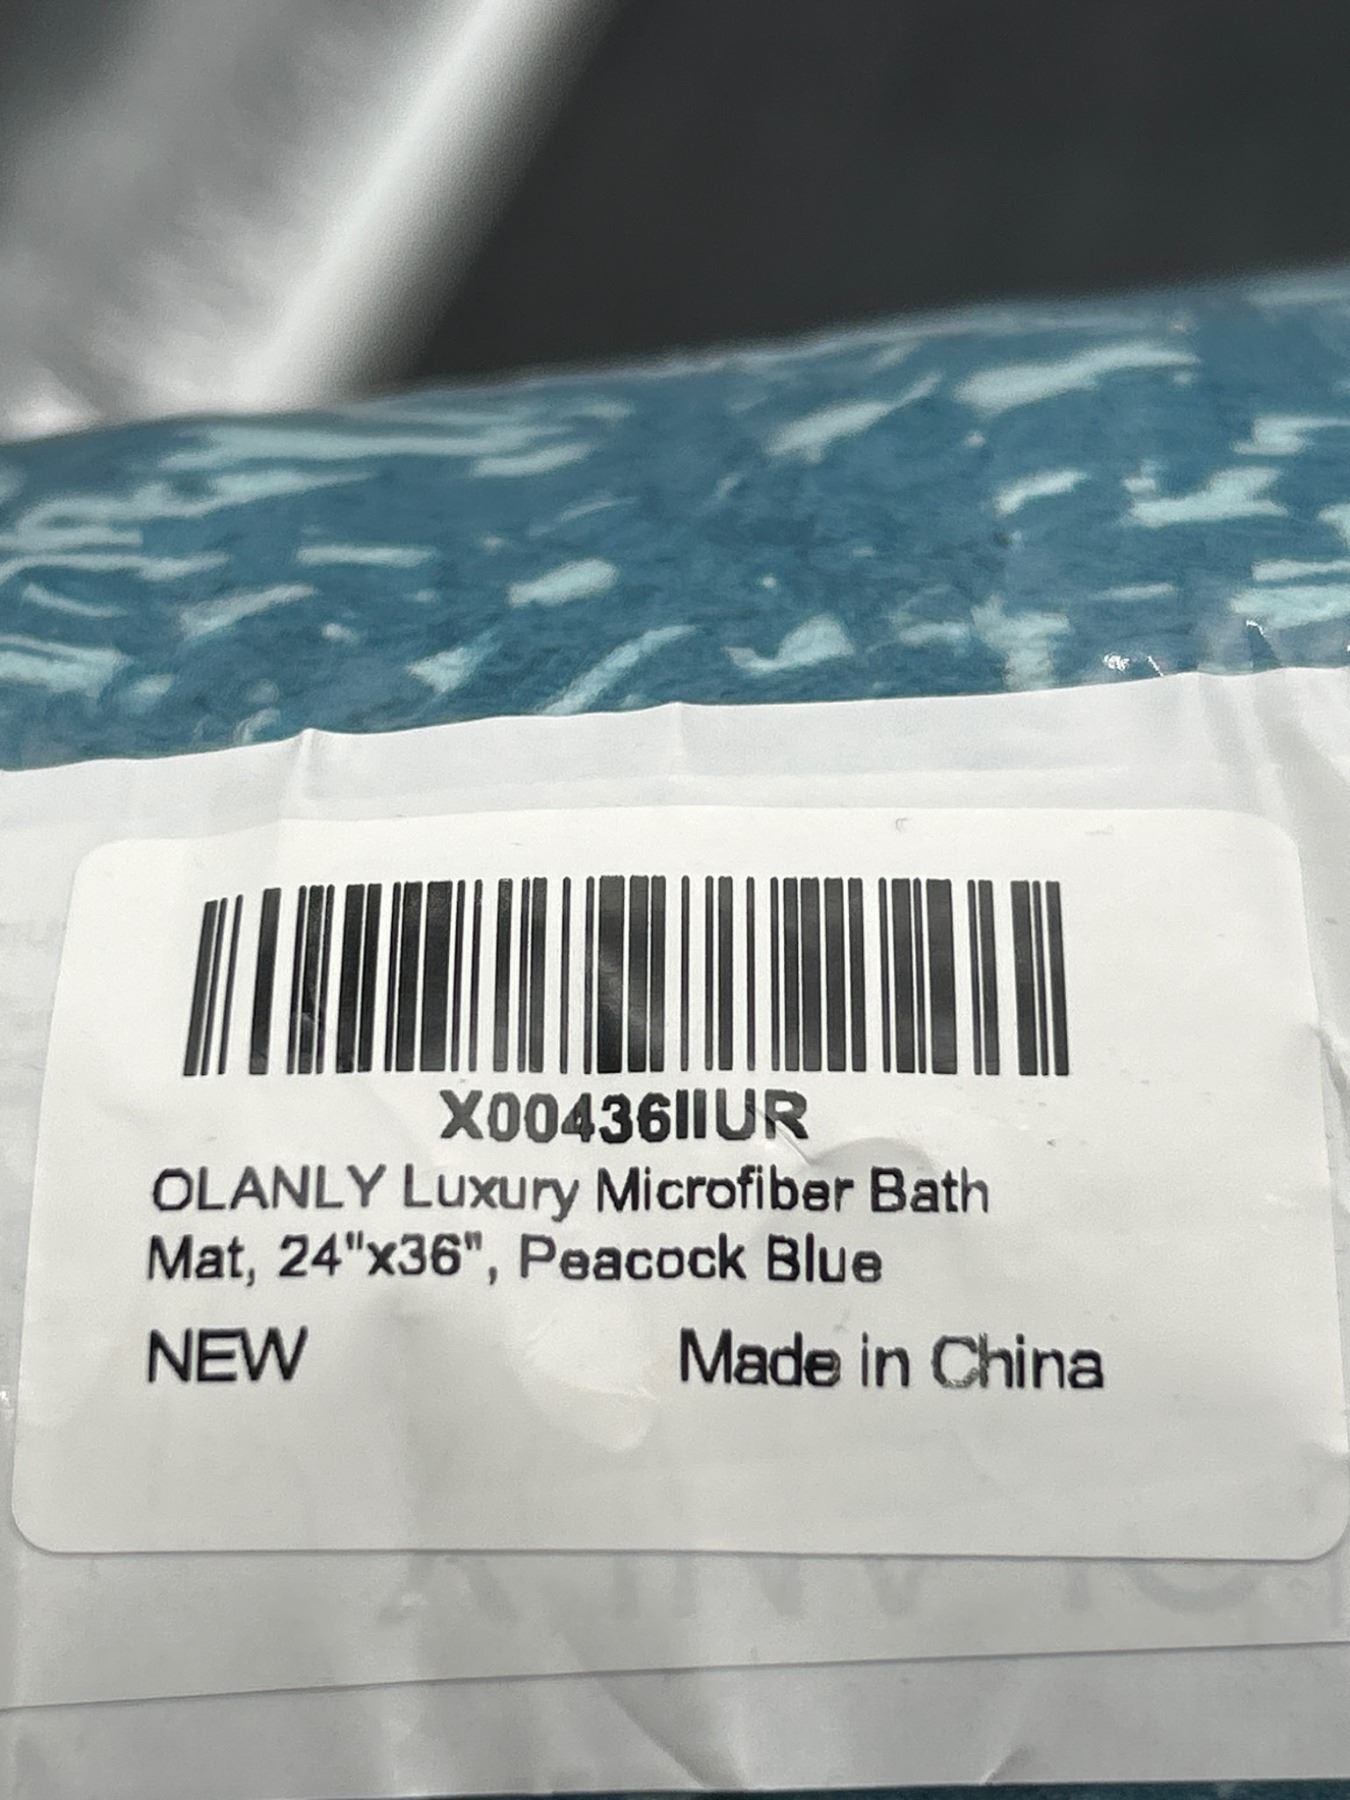 X00436IIUR
OLANLY Luxury Microfiber Bath
Mat, 24"x36", Peacock Blue
NEW Made in China